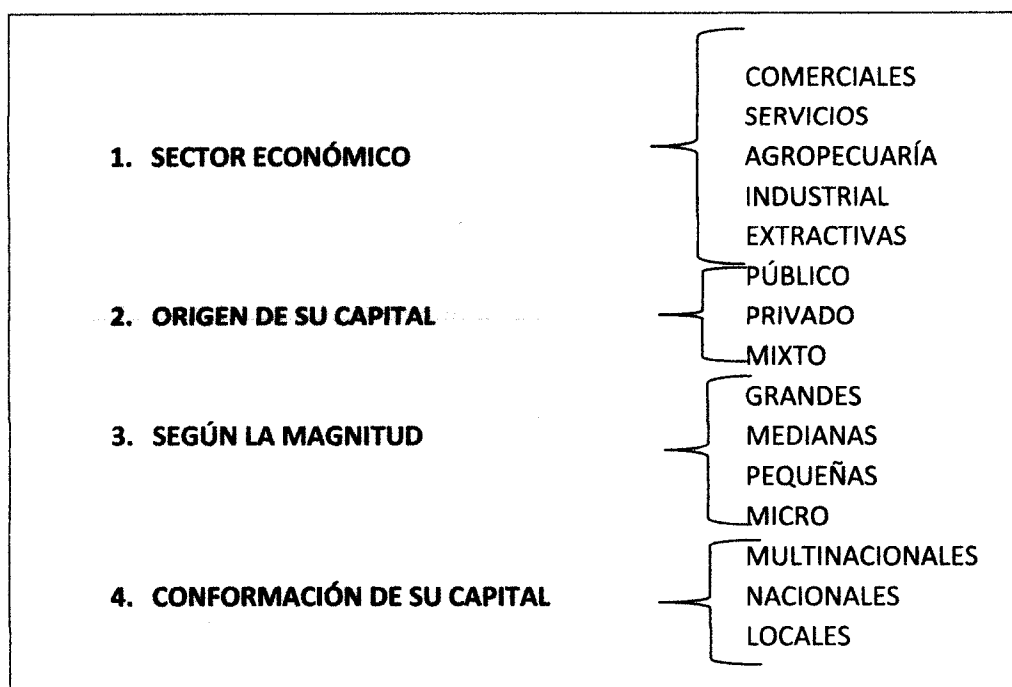 1. SECTOR ECONÓMICO
COMERCIALES
SERVICIOS
AGROPECUARÍA
INDUSTRIAL
EXTRACTIVAS
2. ORIGEN DE SU CAPITAL
PÚBLICO
PRIVADO
MIXTO
3. SEGÚN LA MAGNITUD
GRANDES
MEDIANAS
PEQUEÑAS
MICRO
4. CONFORMACIÓN DE SU CAPITAL
MULTINACIONALES
NACIONALES
LOCALES